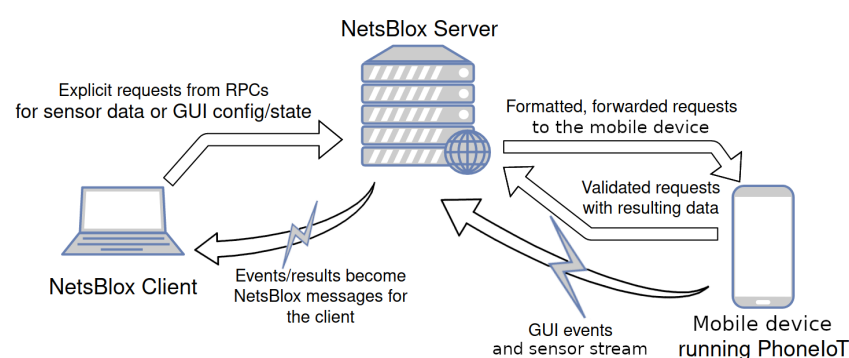 NetsBlox Server
Explicit requests from RPCs
for sensor data or GUI config/state
Formatted, forwarded requests
to the mobile device
Validated requests
with resulting data
NetsBlox Client
Events/results become
NetsBlox messages for
the client
GUI events
and sensor stream
Mobile device
running PhoneIoT